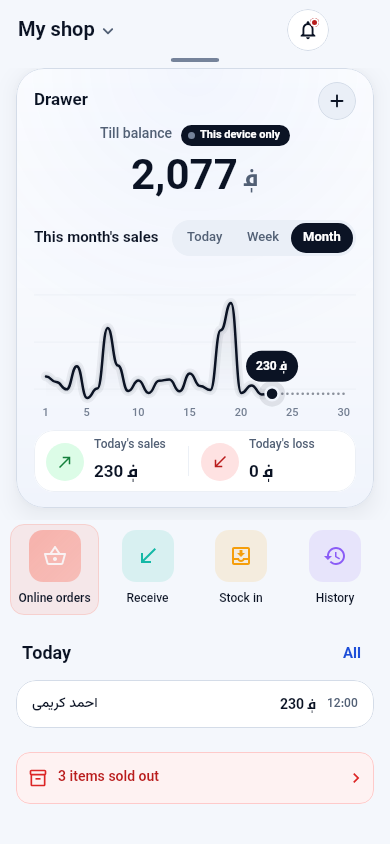 My shop
Drawer
Till balance This device only
2,077 ؋
This month's sales Today Week Month
230 ؋
1 5 10 15 20 25 30
Today's sales
230 ؋
Today's loss
0 ؋
Online orders Receive Stock in History
Today All
احمد کریمی 230 ؋ 12:00
3 items sold out